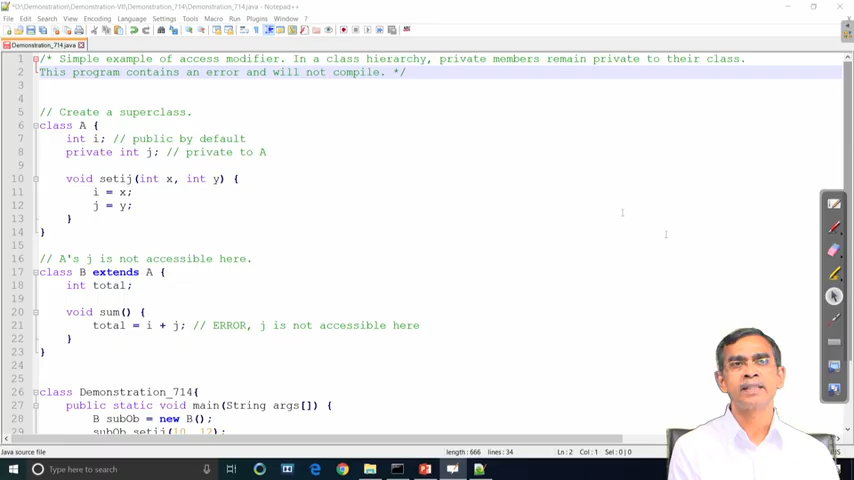 *D:\Demonstration-VII\Demonstration_714\Demonstration_714.java - Notepad++
File Edit Search View Encoding Language Settings Tools Macro Run Plugins Window ?
Demonstration_714.java
1 /* Simple example of access modifier. In a class hierarchy, private members remain private to their class.
2 This program contains an error and will not compile. */
3
4
5 // Create a superclass.
6 class A {
7 int i; // public by default
8 private int j; // private to A
9
10 void setij(int x, int y) {
11 i = x;
12 j = y;
13 }
14 }
15
16 // A's j is not accessible here.
17 class B extends A {
18 int total;
19
20 void sum() {
21 total = i + j; // ERROR, j is not accessible here
22 }
23 }
24
25
26 class Demonstration_714{
27 public static void main(String args[]) {
28 B subOb = new B();
29 subOb.setij(10, 12);
Java source file length : 666 lines : 34 Ln : 2 Col : 1 Sel : 0 | 0
Type here to search